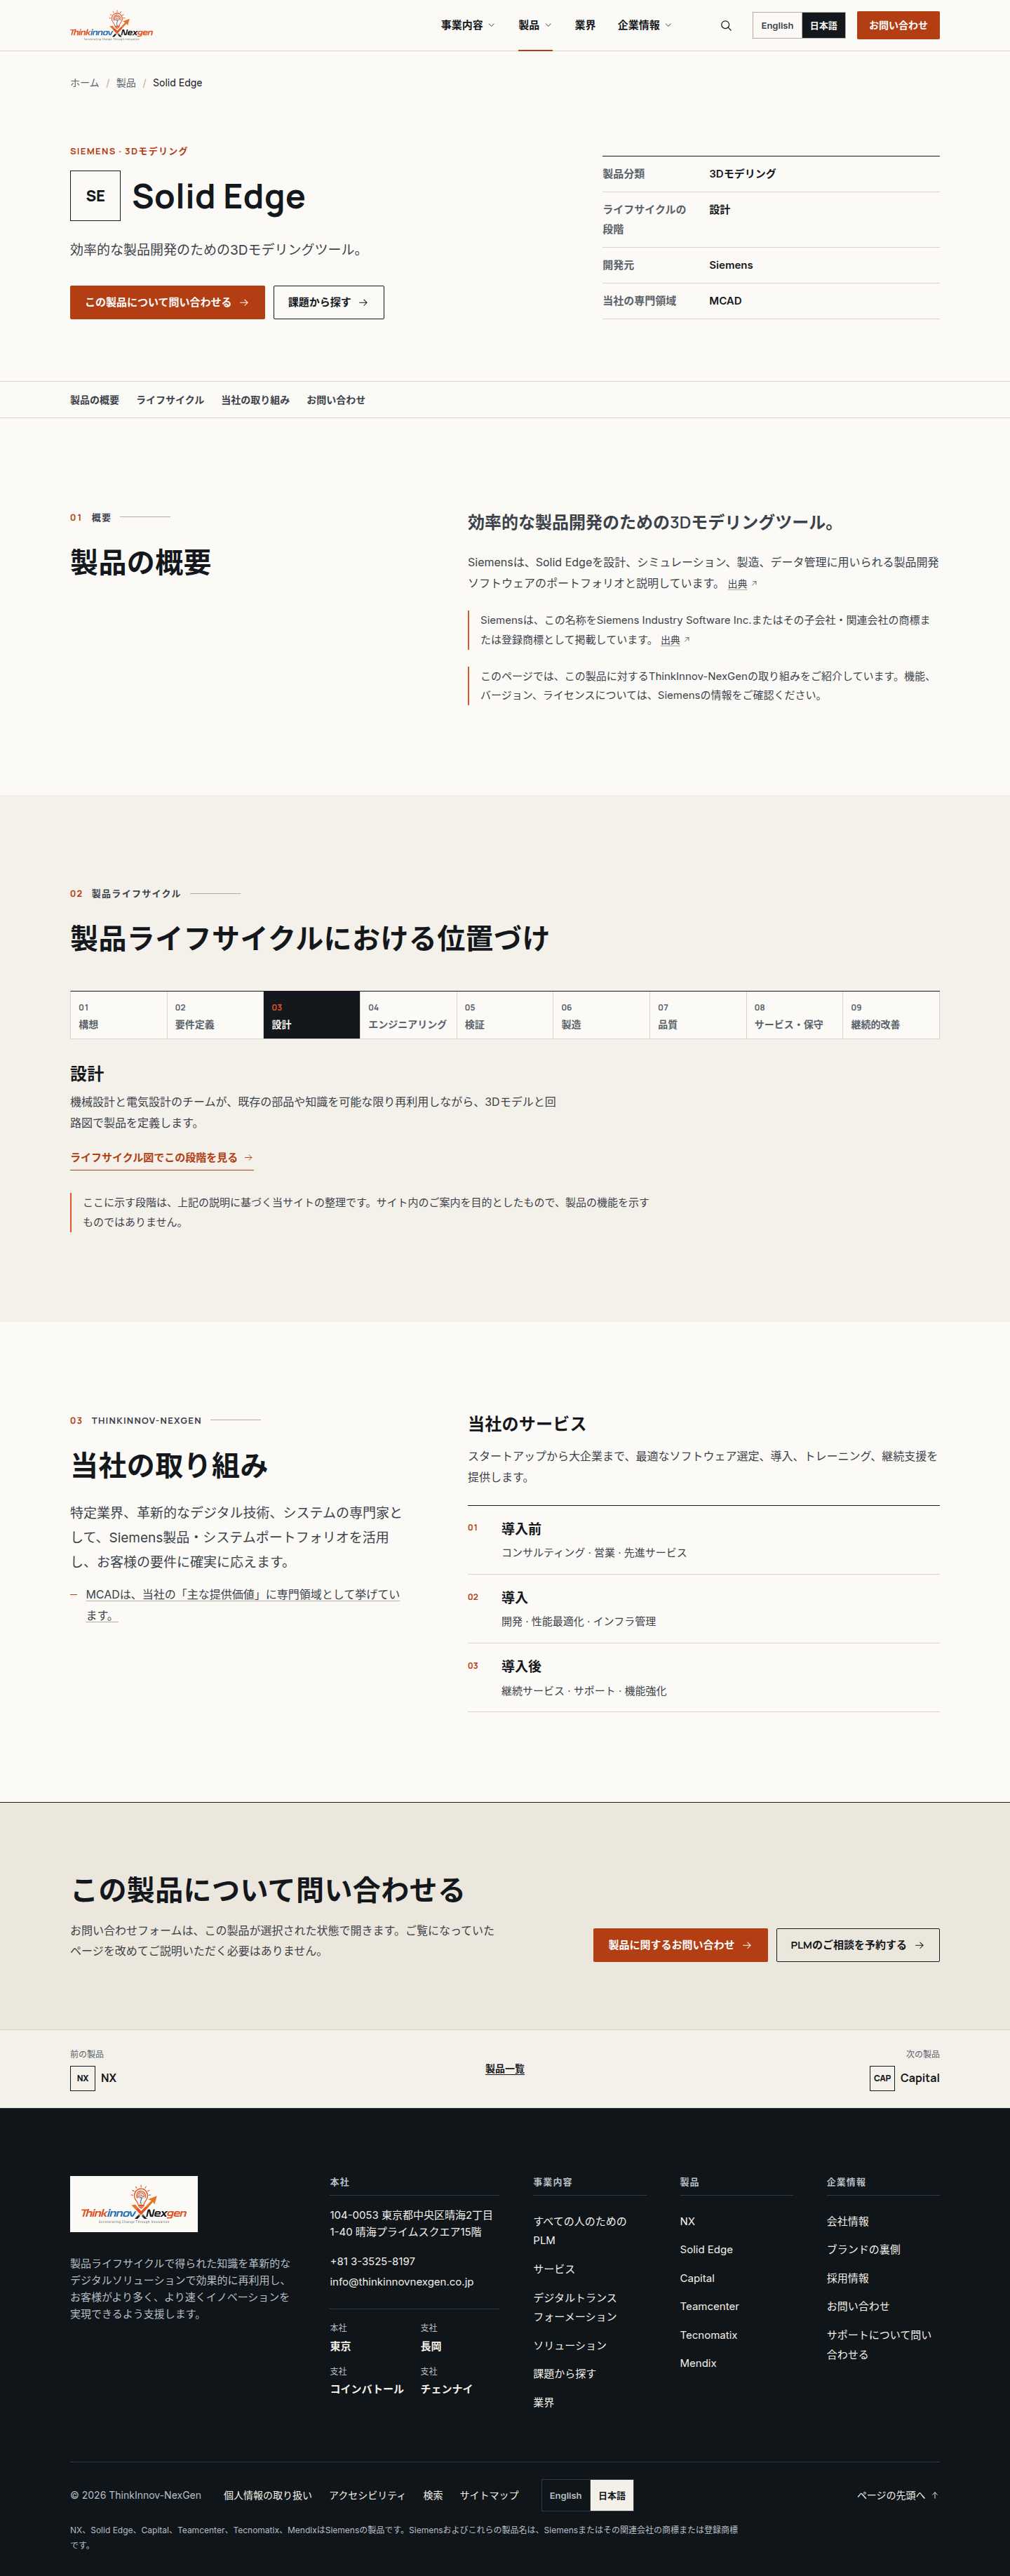 ThinkinnovXNexgen
事業内容 製品 業界 企業情報 English 日本語 お問い合わせ
ホーム / 製品 / Solid Edge
SIEMENS · 3Dモデリング
SE Solid Edge
効率的な製品開発のための3Dモデリングツール。
この製品について問い合わせる →
課題から探す →
製品分類 3Dモデリング
ライフサイクルの
段階 設計
開発元 Siemens
当社の専門領域 MCAD
製品の概要 ライフサイクル 当社の取り組み お問い合わせ
01 概要
製品の概要
効率的な製品開発のための3Dモデリングツール。
Siemensは、Solid Edgeを設計、シミュレーション、製造、データ管理に用いられる製品開発
ソフトウェアのポートフォリオと説明しています。 出典 ↗
Siemensは、この名称をSiemens Industry Software Inc.またはその子会社・関連会社の商標ま
たは登録商標として掲載しています。 出典 ↗
このページでは、この製品に対するThinkInnov-NexGenの取り組みをご紹介しています。機能、
バージョン、ライセンスについては、Siemensの情報をご確認ください。
02 製品ライフサイクル
製品ライフサイクルにおける位置づけ
01 構想
02 要件定義
03 設計
04 エンジニアリング
05 検証
06 製造
07 品質
08 サービス・保守
09 継続的改善
設計
機械設計と電気設計のチームが、既存の部品や知識を可能な限り再利用しながら、3Dモデルと回
路図で製品を定義します。
ライフサイクル図でこの段階を見る →
ここに示す段階は、上記の説明に基づく当サイトの整理です。サイト内のご案内を目的としたもので、製品の機能を示す
ものではありません。
03 THINKINNOV-NEXGEN
当社の取り組み
特定業界、革新的なデジタル技術、システムの専門家と
して、Siemens製品・システムポートフォリオを活用
し、お客様の要件に確実に応えます。
— MCADは、当社の「主な提供価値」に専門領域として挙げてい
ます。
当社のサービス
スタートアップから大企業まで、最適なソフトウェア選定、導入、トレーニング、継続支援を
提供します。
01 導入前
コンサルティング · 営業 · 先進サービス
02 導入
開発 · 性能最適化 · インフラ管理
03 導入後
継続サービス · サポート · 機能強化
この製品について問い合わせる
お問い合わせフォームは、この製品が選択された状態で開きます。ご覧になっていた
ページを改めてご説明いただく必要はありません。
製品に関するお問い合わせ →
PLMのご相談を予約する →
前の製品
NX NX
製品一覧
次の製品
CAP Capital
ThinkinnovXNexgen
製品ライフサイクルで得られた知識を革新的な
デジタルソリューションで効果的に再利用し、
お客様がより多く、より速くイノベーションを
実現できるよう支援します。
本社
104-0053 東京都中央区晴海2丁目
1-40 晴海プライムスクエア15階
+81 3-3525-8197
info@thinkinnovnexgen.co.jp
本社 東京
支社 長岡
支社 コインバトール
支社 チェンナイ
事業内容
すべての人のための
PLM
サービス
デジタルトランス
フォーメーション
ソリューション
課題から探す
業界
製品
NX
Solid Edge
Capital
Teamcenter
Tecnomatix
Mendix
企業情報
会社情報
ブランドの裏側
採用情報
お問い合わせ
サポートについて問い
合わせる
© 2026 ThinkInnov-NexGen 個人情報の取り扱い アクセシビリティ 検索 サイトマップ English 日本語 ページの先頭へ ↑
NX、Solid Edge、Capital、Teamcenter、Tecnomatix、MendixはSiemensの製品です。Siemensおよびこれらの製品名は、Siemensまたはその関連会社の商標または登録商標
です。